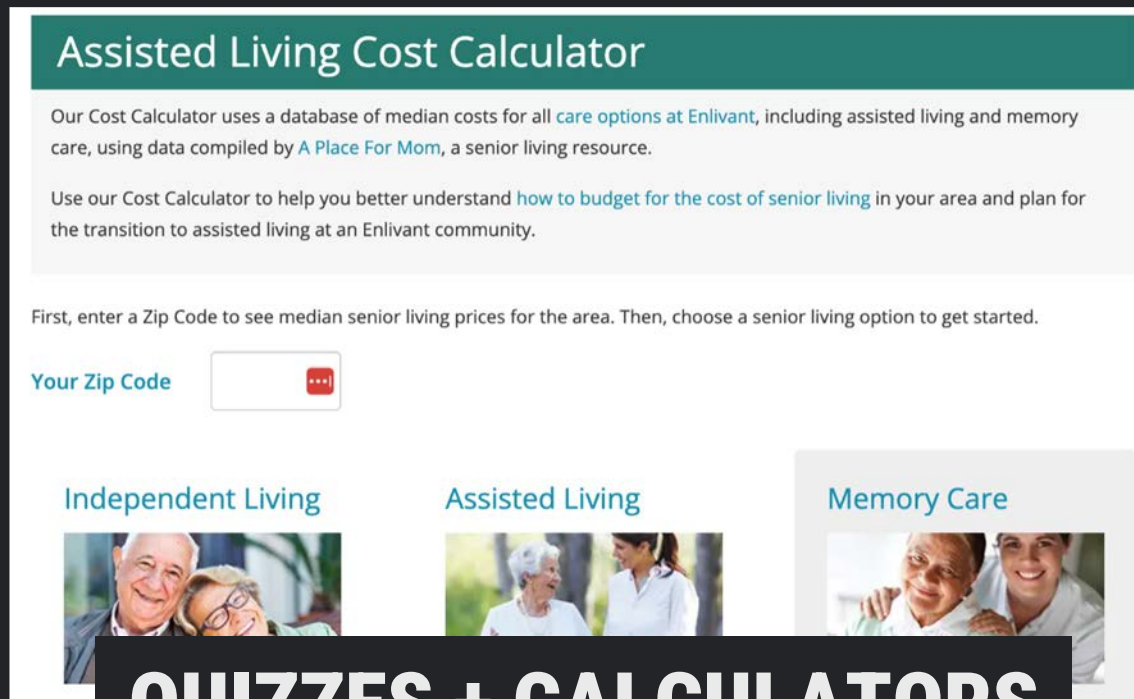 Assisted Living Cost Calculator
Our Cost Calculator uses a database of median costs for all care options at Enlivant, including assisted living and memory
care, using data compiled by A Place For Mom, a senior living resource.
Use our Cost Calculator to help you better understand how to budget for the cost of senior living in your area and plan for
the transition to assisted living at an Enlivant community.
First, enter a Zip Code to see median senior living prices for the area. Then, choose a senior living option to get started.
Your Zip Code
Independent Living Assisted Living Memory Care
QUIZZES + CALCULATORS